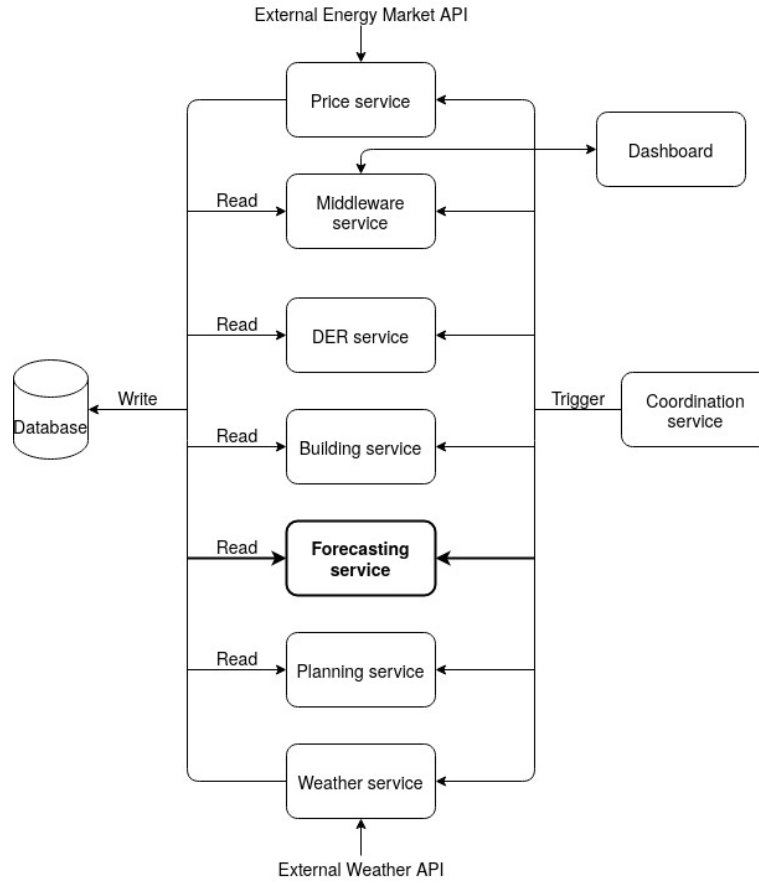 External Energy Market API
Price service
Dashboard
Read
Middleware
service
Read
DER service
Database
Write
Trigger
Coordination
service
Read
Building service
Read
Forecasting
service
Read
Planning service
Weather service
External Weather API